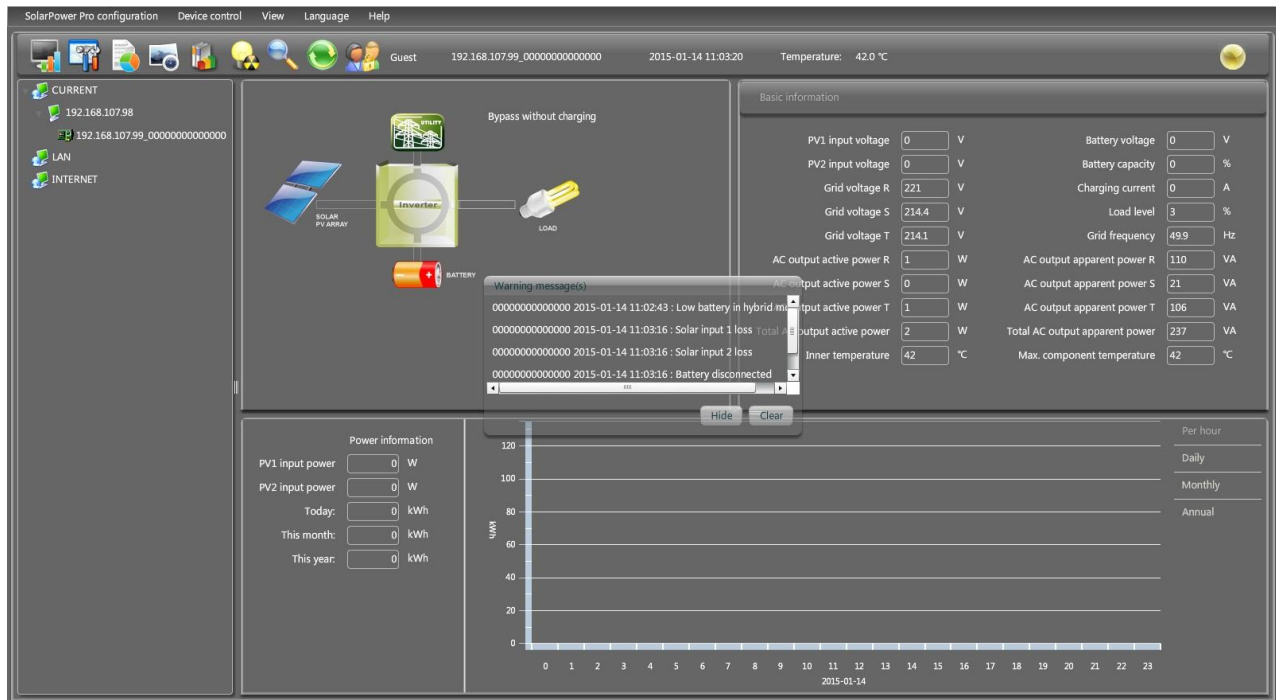 SolarPower Pro configuration Device control View Language Help
Guest 192.168.107.99_00000000000000 2015-01-14 11:03:20 Temperature: 42.0 ℃
CURRENT
192.168.107.98
192.168.107.99_00000000000000
LAN
INTERNET
Bypass without charging
UTILITY
SOLAR
PV ARRAY
Inverter
LOAD
BATTERY
Basic information
PV1 input voltage 0 V Battery voltage 0 V
PV2 input voltage 0 V Battery capacity 0 %
Grid voltage R 221 V Charging current 0 A
Grid voltage S 214.4 V Load level 3 %
Grid voltage T 214.1 V Grid frequency 49.9 Hz
AC output active power R 1 W AC output apparent power R 110 VA
AC output active power S 0 W AC output apparent power S 21 VA
output active power T 1 W AC output apparent power T 106 VA
Total output active power 2 W Total AC output apparent power 237 VA
Inner temperature 42 ℃ Max. component temperature 42 ℃
Warning message(s)
00000000000000 2015-01-14 11:02:43 : Low battery in hybrid
00000000000000 2015-01-14 11:03:16 : Solar input 1 loss
00000000000000 2015-01-14 11:03:16 : Solar input 2 loss
00000000000000 2015-01-14 11:03:16 : Battery disconnected
Hide Clear
Power information
PV1 input power 0 W
PV2 input power 0 W
Today: 0 kWh
This month: 0 kWh
This year: 0 kWh
kWh
120
100
80
60
40
20
0
0 1 2 3 4 5 6 7 8 9 10 11 12 13 14 15 16 17 18 19 20 21 22 23
2015-01-14
Per hour
Daily
Monthly
Annual